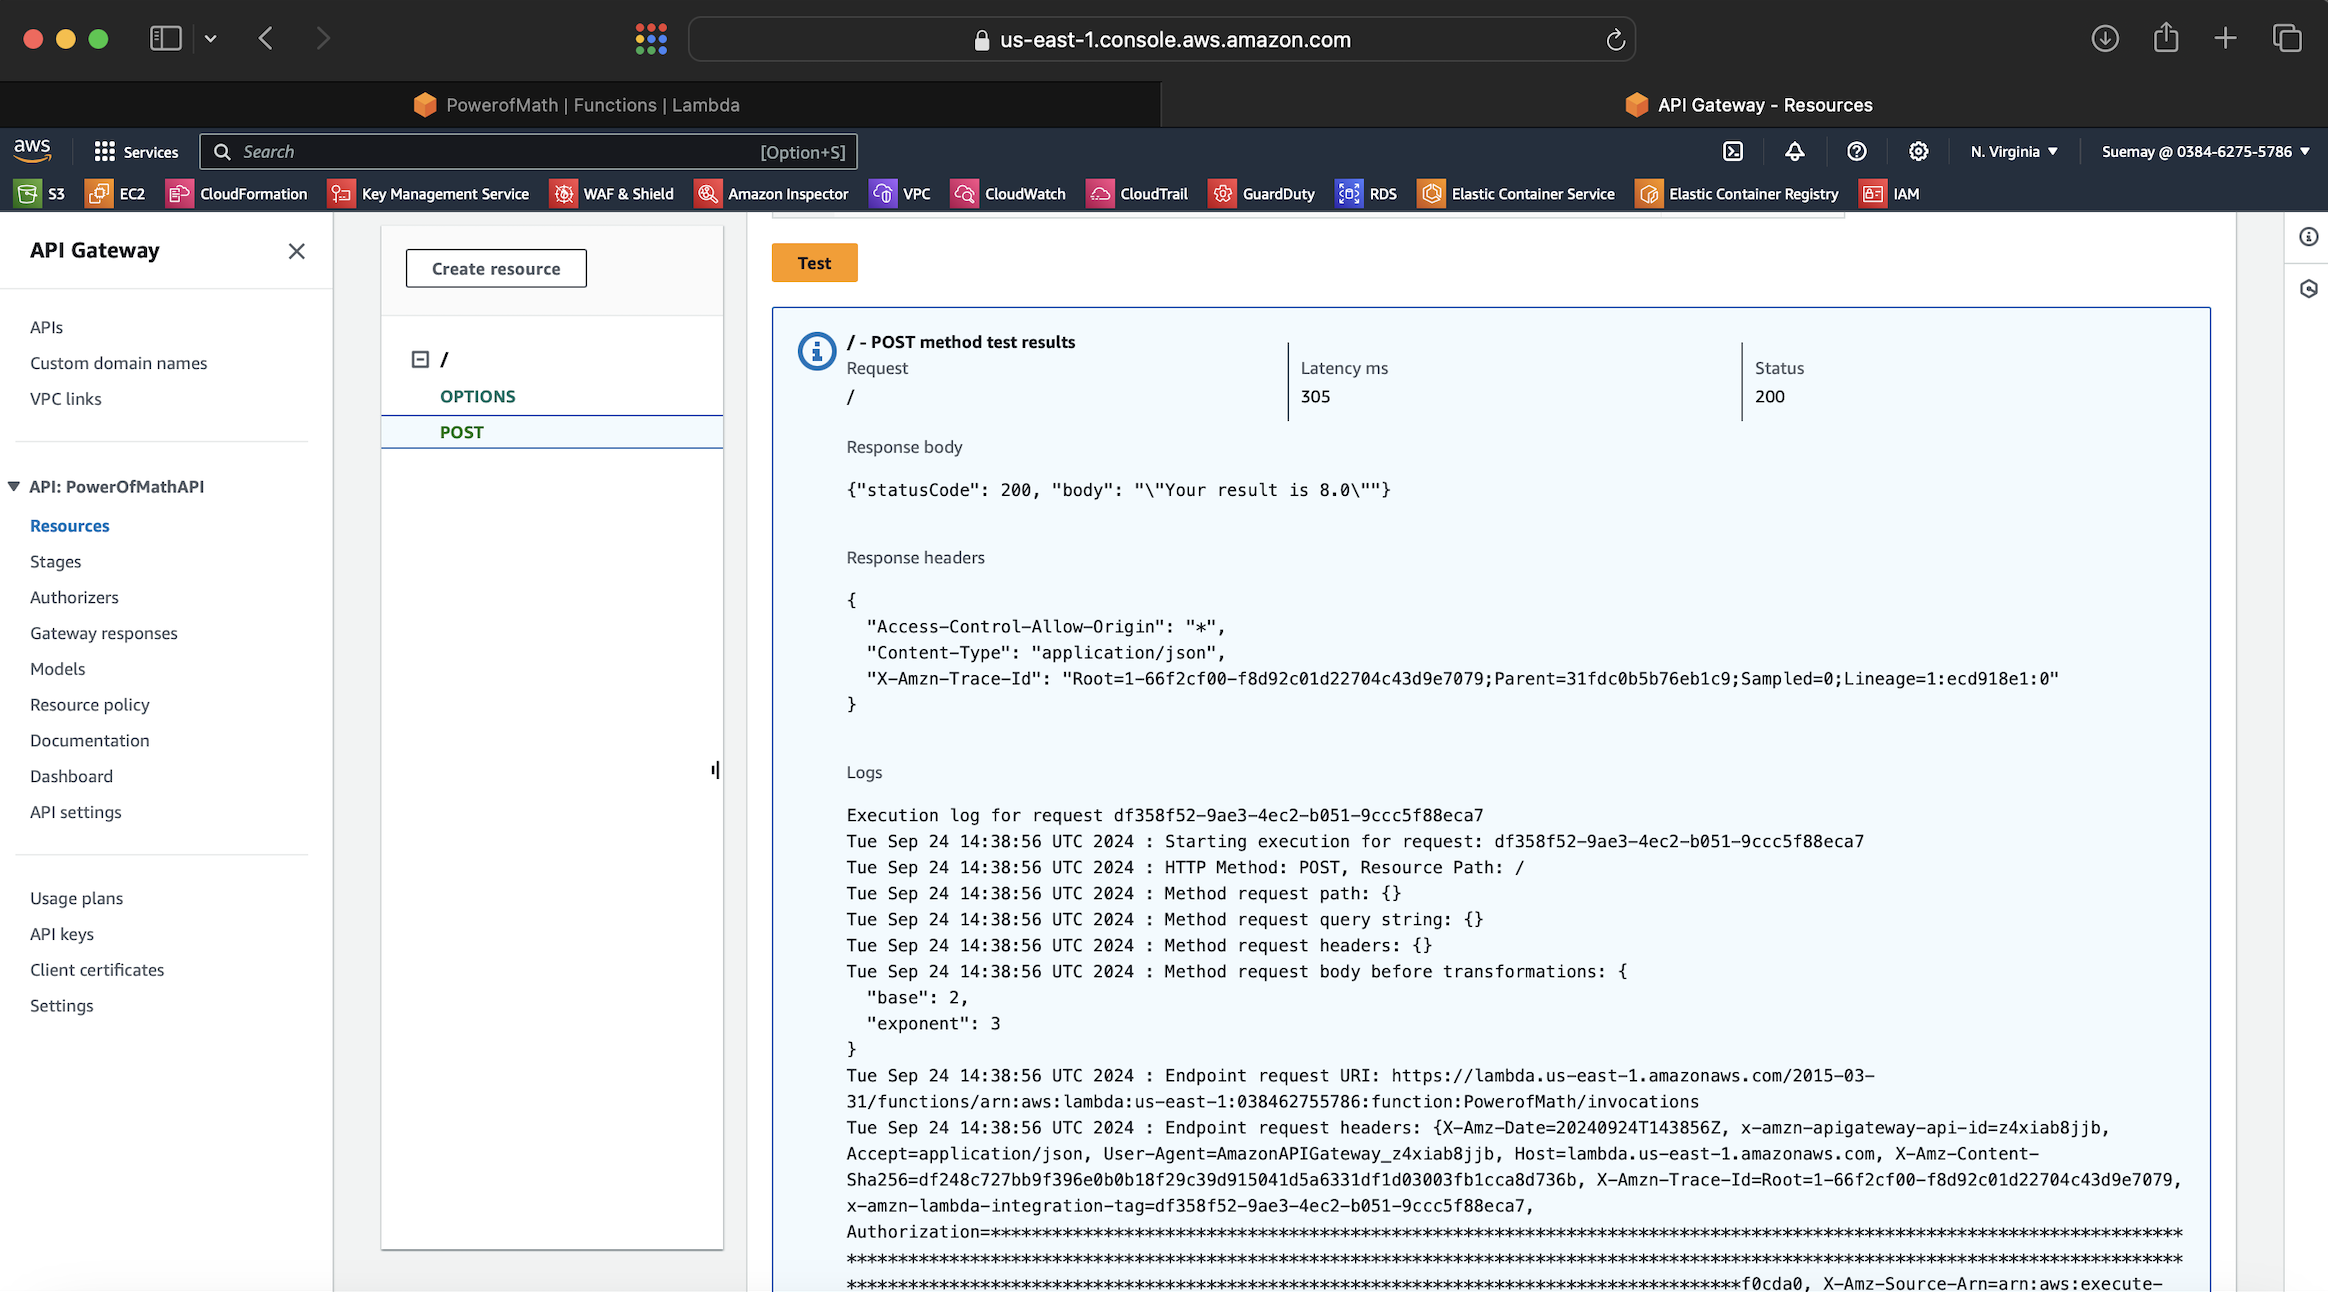 us-east-1.console.aws.amazon.com
PowerofMath | Functions | Lambda
API Gateway - Resources
aws
Services
Search
[Option+S]
N. Virginia
Suemay @ 0384-6275-5786
S3
EC2
CloudFormation
Key Management Service
WAF & Shield
Amazon Inspector
VPC
CloudWatch
CloudTrail
GuardDuty
RDS
Elastic Container Service
Elastic Container Registry
IAM
API Gateway
APIs
Custom domain names
VPC links
API: PowerOfMathAPI
Resources
Stages
Authorizers
Gateway responses
Models
Resource policy
Documentation
Dashboard
API settings
Usage plans
API keys
Client certificates
Settings
Create resource
/
OPTIONS
POST
Test
/ - POST method test results
Request
/
Latency ms
305
Status
200
Response body
{"statusCode": 200, "body": "\"Your result is 8.0\""}
Response headers
{
"Access-Control-Allow-Origin": "*",
"Content-Type": "application/json",
"X-Amzn-Trace-Id": "Root=1-66f2cf00-f8d92c01d22704c43d9e7079;Parent=31fdc0b5b76eb1c9;Sampled=0;Lineage=1:ecd918e1:0"
}
Logs
Execution log for request df358f52-9ae3-4ec2-b051-9ccc5f88eca7
Tue Sep 24 14:38:56 UTC 2024 : Starting execution for request: df358f52-9ae3-4ec2-b051-9ccc5f88eca7
Tue Sep 24 14:38:56 UTC 2024 : HTTP Method: POST, Resource Path: /
Tue Sep 24 14:38:56 UTC 2024 : Method request path: {}
Tue Sep 24 14:38:56 UTC 2024 : Method request query string: {}
Tue Sep 24 14:38:56 UTC 2024 : Method request headers: {}
Tue Sep 24 14:38:56 UTC 2024 : Method request body before transformations: {
"base": 2,
"exponent": 3
}
Tue Sep 24 14:38:56 UTC 2024 : Endpoint request URI: https://lambda.us-east-1.amazonaws.com/2015-03-
31/functions/arn:aws:lambda:us-east-1:038462755786:function:PowerofMath/invocations
Tue Sep 24 14:38:56 UTC 2024 : Endpoint request headers: {X-Amz-Date=20240924T143856Z, x-amzn-apigateway-api-id=z4xiab8jjb,
Accept=application/json, User-Agent=AmazonAPIGateway_z4xiab8jjb, Host=lambda.us-east-1.amazonaws.com, X-Amz-Content-
Sha256=df248c727bb9f396e0b0b18f29c39d915041d5a6331df1d03003fb1cca8d736b, X-Amzn-Trace-Id=Root=1-66f2cf00-f8d92c01d22704c43d9e7079,
x-amzn-lambda-integration-tag=df358f52-9ae3-4ec2-b051-9ccc5f88eca7,
Authorization=********************************************************************************************************************
**********************************************************************************************************************************
****************************************************************************************f0cda0, X-Amz-Source-Arn=arn:aws:execute-